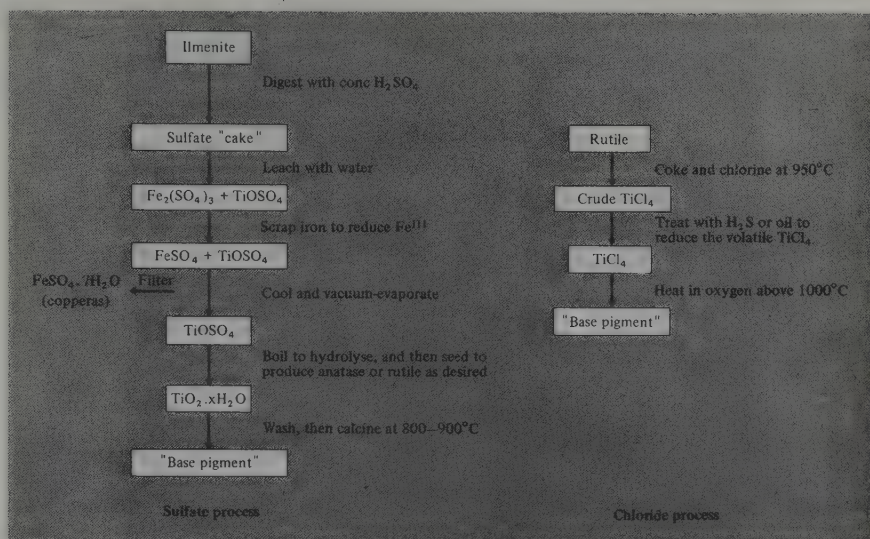 Ilmenite
Digest with conc H₂SO₄
Sulfate "cake"
Leach with water
Fe₂(SO₄)₃ + TiOSO₄
Scrap iron to reduce Feᴵᴵᴵ
FeSO₄ + TiOSO₄
FeSO₄.7H₂O
(copperas)
Filter
Cool and vacuum-evaporate
TiOSO₄
Boil to hydrolyse, and then seed to
produce anatase or rutile as desired
TiO₂.xH₂O
Wash, then calcine at 800–900°C
"Base pigment"
Sulfate process
Rutile
Coke and chlorine at 950°C
Crude TiCl₄
Treat with H₂S or oil to
reduce the volatile TiCl₄
TiCl₄
Heat in oxygen above 1000°C
"Base pigment"
Chloride process